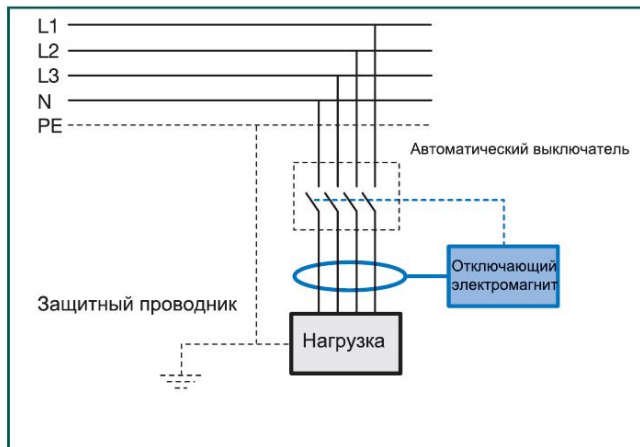 L1
L2
L3
N
PE
Автоматический выключатель
Отключающий
электромагнит
Защитный проводник
Нагрузка